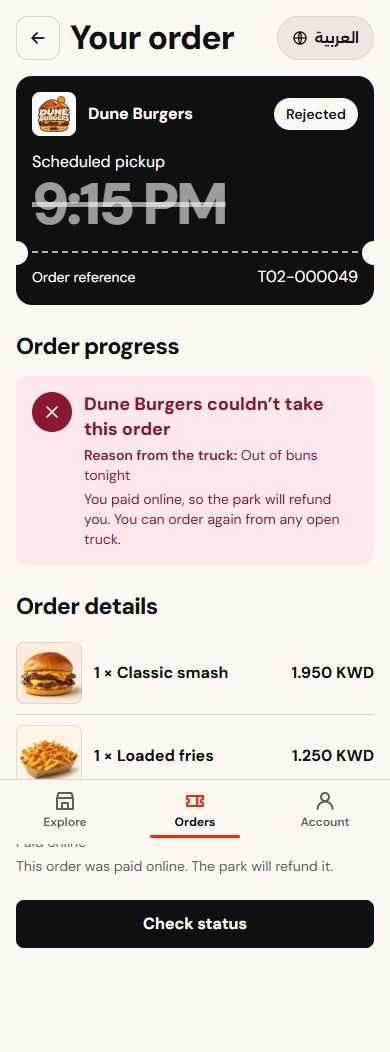 Your order
العربية
DUNE BURGERS
Dune Burgers
Rejected
Scheduled pickup
9:15 PM
Order reference
T02-000049
Order progress
Dune Burgers couldn’t take
this order
Reason from the truck: Out of buns
tonight
You paid online, so the park will refund
you. You can order again from any open
truck.
Order details
1 × Classic smash
1.950 KWD
1 × Loaded fries
1.250 KWD
Explore
Orders
Account
Paid online
This order was paid online. The park will refund it.
Check status